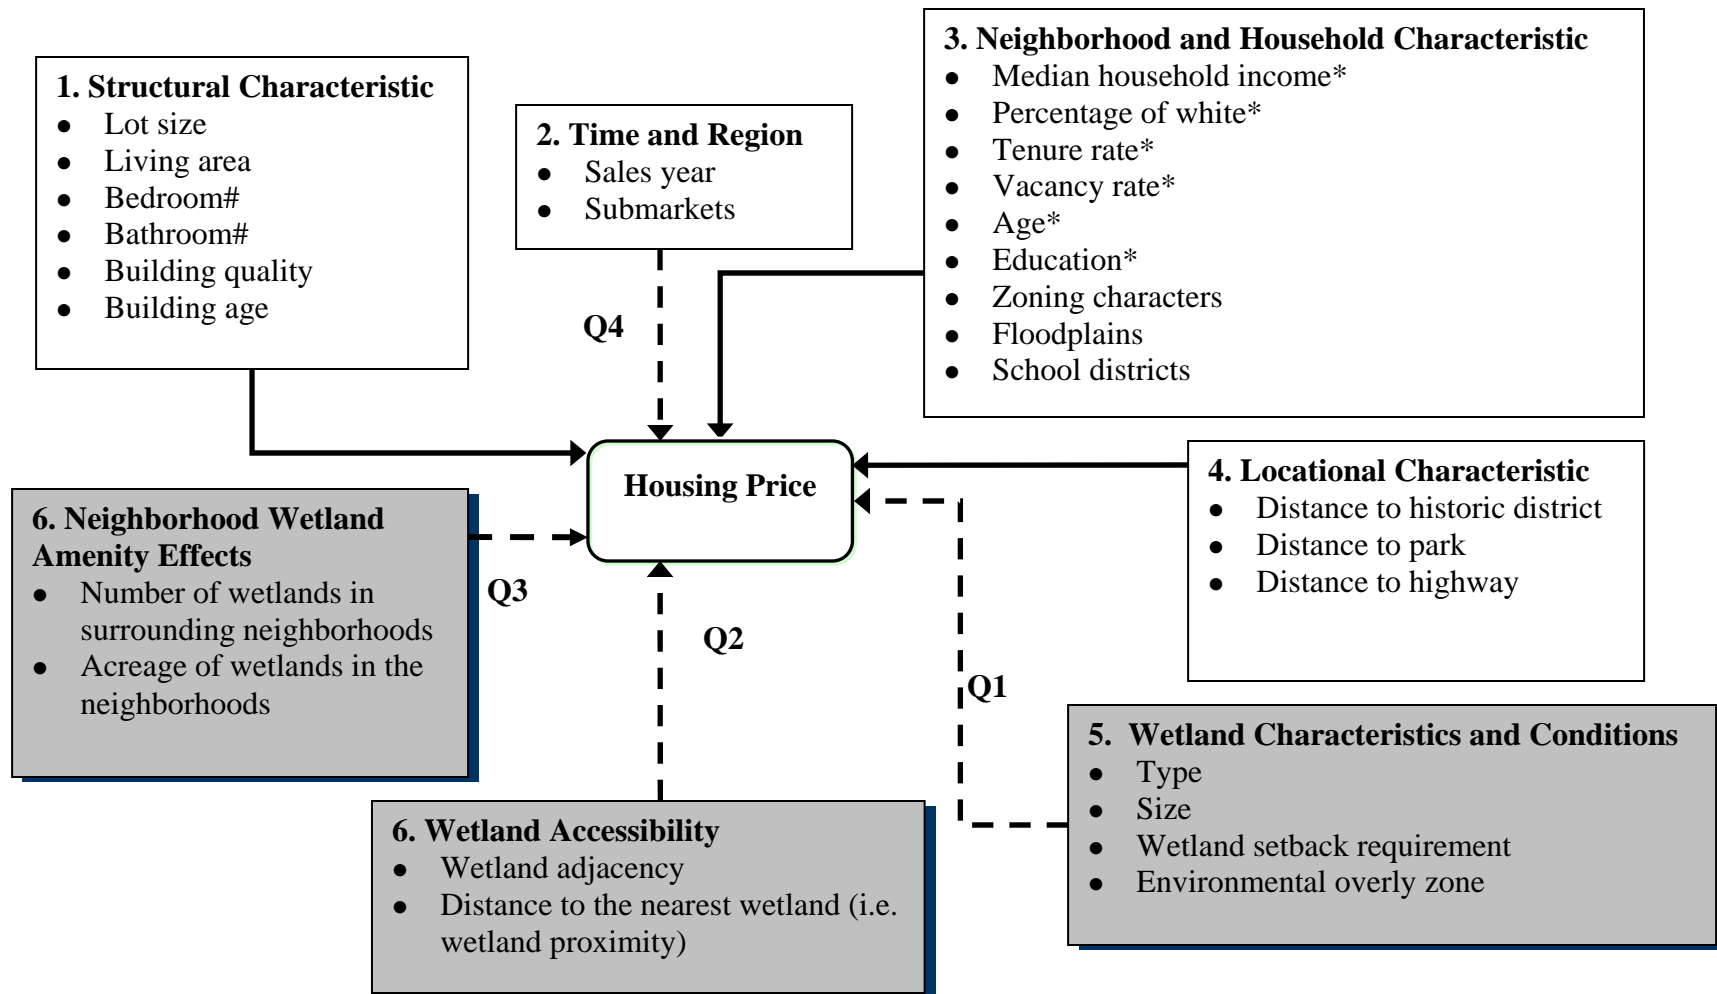 1. Structural Characteristic
● Lot size
● Living area
● Bedroom#
● Bathroom#
● Building quality
● Building age
2. Time and Region
● Sales year
● Submarkets
3. Neighborhood and Household Characteristic
● Median household income*
● Percentage of white*
● Tenure rate*
● Vacancy rate*
● Age*
● Education*
● Zoning characters
● Floodplains
● School districts
Q4
Housing Price
4. Locational Characteristic
● Distance to historic district
● Distance to park
● Distance to highway
6. Neighborhood Wetland
Amenity Effects
● Number of wetlands in
surrounding neighborhoods
● Acreage of wetlands in the
neighborhoods
Q3
Q2
Q1
6. Wetland Accessibility
● Wetland adjacency
● Distance to the nearest wetland (i.e.
wetland proximity)
5. Wetland Characteristics and Conditions
● Type
● Size
● Wetland setback requirement
● Environmental overly zone